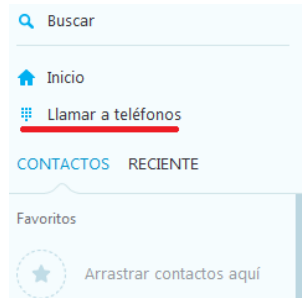 Buscar
Inicio
Llamar a teléfonos
CONTACTOS RECIENTE
Favoritos
Arrastrar contactos aquí